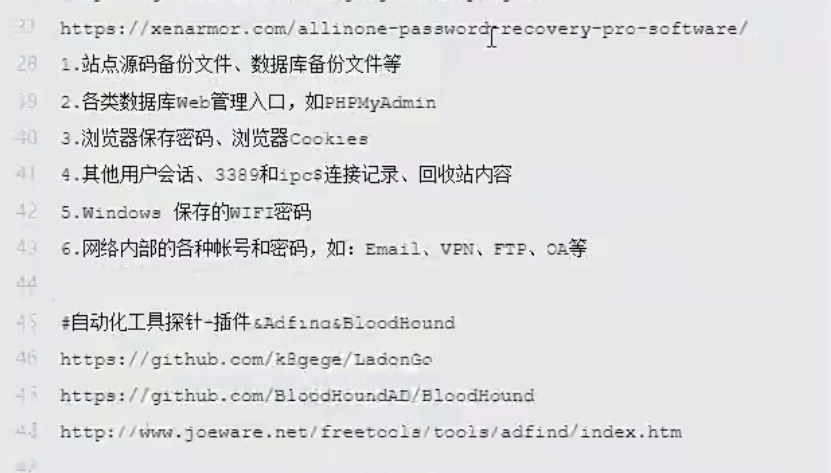 37 https://xenarmor.com/allinone-password-recovery-pro-software/
38 1.站点源码备份文件、数据库备份文件等
39 2.各类数据库Web管理入口，如PHPMyAdmin
40 3.浏览器保存密码、浏览器Cookies
41 4.其他用户会话、3389和ipc$连接记录、回收站内容
42 5.Windows 保存的WIFI密码
43 6.网络内部的各种帐号和密码，如：Email、VPN、FTP、OA等
44
45 #自动化工具探针-插件&Adfind&BloodHound
46 https://github.com/k8gege/LadonGo
47 https://github.com/BloodHoundAD/BloodHound
48 http://www.joeware.net/freetools/tools/adfind/index.htm